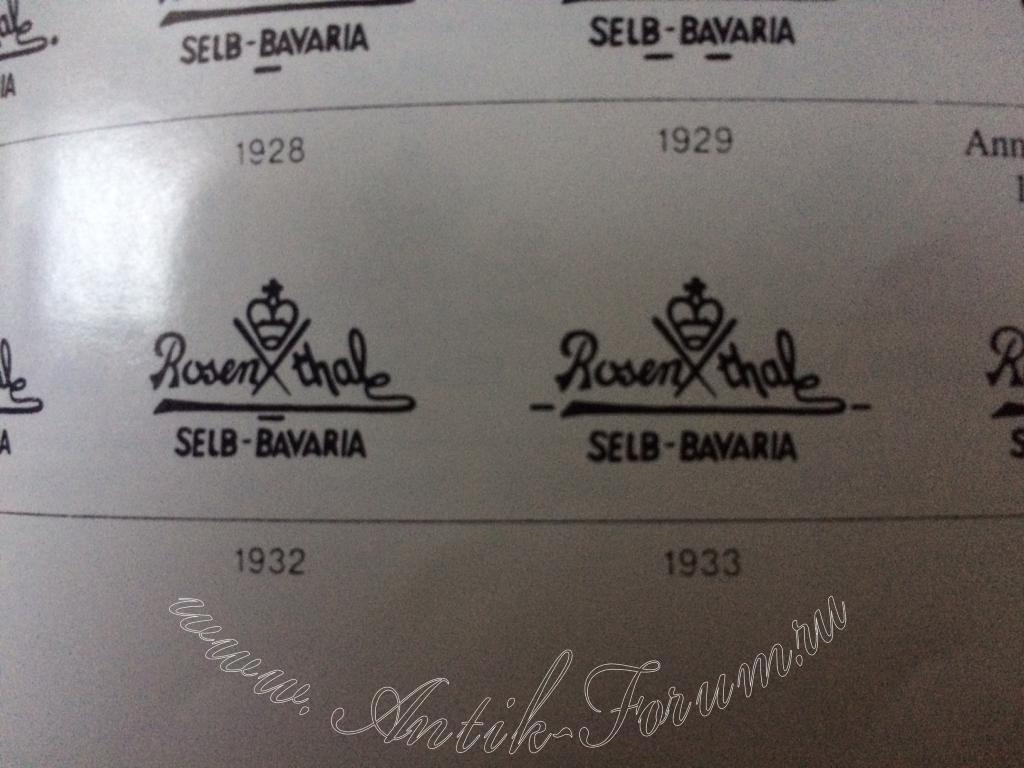 SELB-BAVARIA
SELB-BAVARIA
1928
1929
Rosenthal
Rosenthal
SELB-BAVARIA
SELB-BAVARIA
1932
1933
www.Antik-Forum.ru